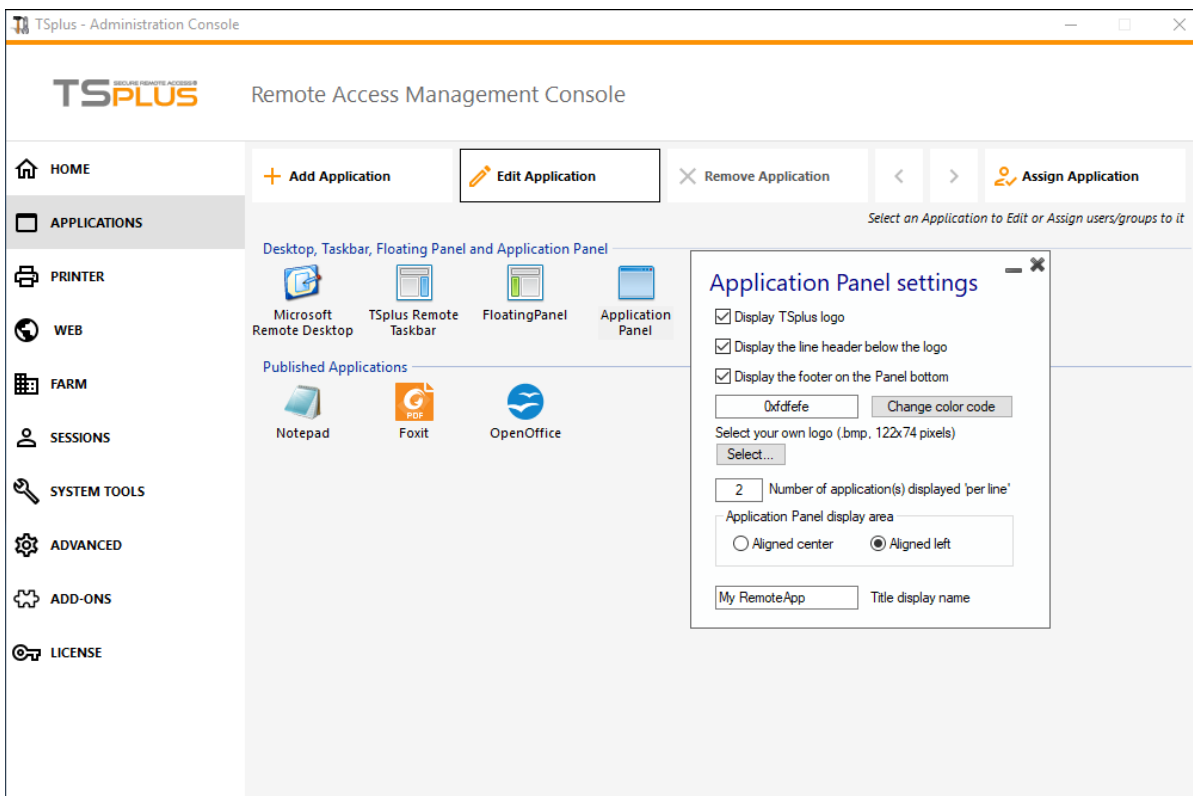 TSplus - Administration Console
TSPLUS
SECURE REMOTE ACCESS®
Remote Access Management Console
HOME
APPLICATIONS
PRINTER
WEB
FARM
SESSIONS
SYSTEM TOOLS
ADVANCED
ADD-ONS
LICENSE
Add Application
Edit Application
Remove Application
Assign Application
Select an Application to Edit or Assign users/groups to it
Desktop, Taskbar, Floating Panel and Application Panel
Microsoft
Remote Desktop
TSplus Remote
Taskbar
FloatingPanel
Application
Panel
Published Applications
Notepad
PDF
Foxit
OpenOffice
Application Panel settings
Display TSplus logo
Display the line header below the logo
Display the footer on the Panel bottom
0xfdfefe
Change color code
Select your own logo (.bmp, 122x74 pixels)
Select...
2 Number of application(s) displayed 'per line'
Application Panel display area
Aligned center Aligned left
My RemoteApp Title display name